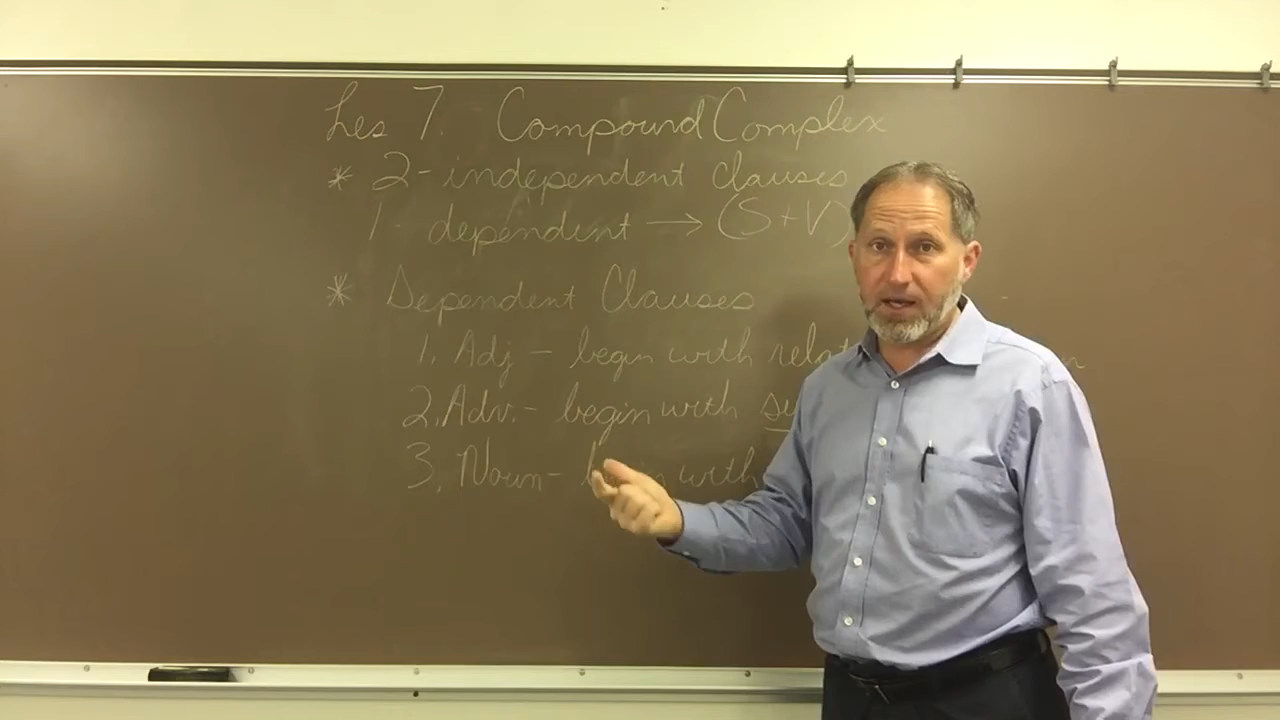 Les 7. Compound Complex
* 2-independent clauses
1- dependent → (S+V)
* Dependent Clauses
1. Adj - begin with
2. Adv. - begin with
3. Noun - begin with